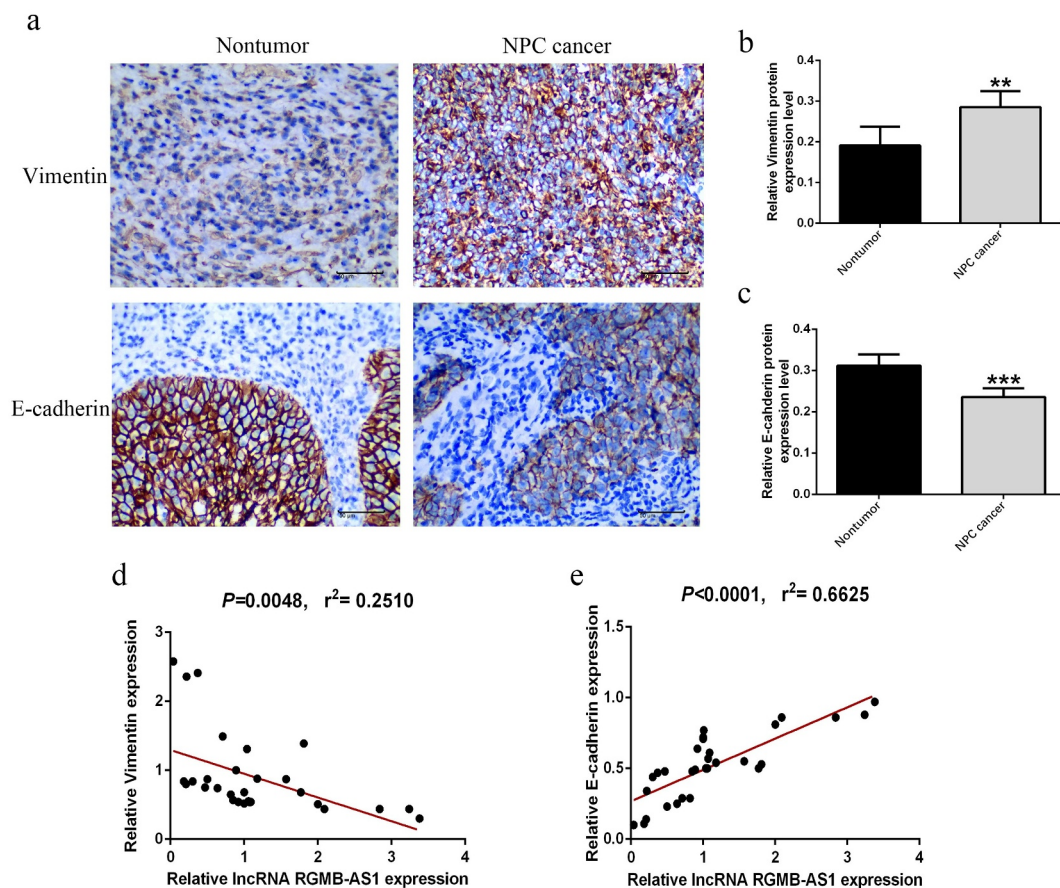 a
Nontumor NPC cancer
Vimentin
E-cadherin
b
Relative Vimentin protein
expression level
0.4
0.3
0.2
0.1
0.0
**
Nontumor
NPC cancer
c
Relative E-cahderin protein
expression level
0.4
0.3
0.2
0.1
0.0
***
Nontumor
NPC cancer
d
P=0.0048, r²= 0.2510
Relative Vimentin expression
3
2
1
0
0 1 2 3 4
Relative lncRNA RGMB-AS1 expression
e
P<0.0001, r²= 0.6625
Relative E-cadherin expression
1.5
1.0
0.5
0.0
0 1 2 3 4
Relative lncRNA RGMB-AS1 expression